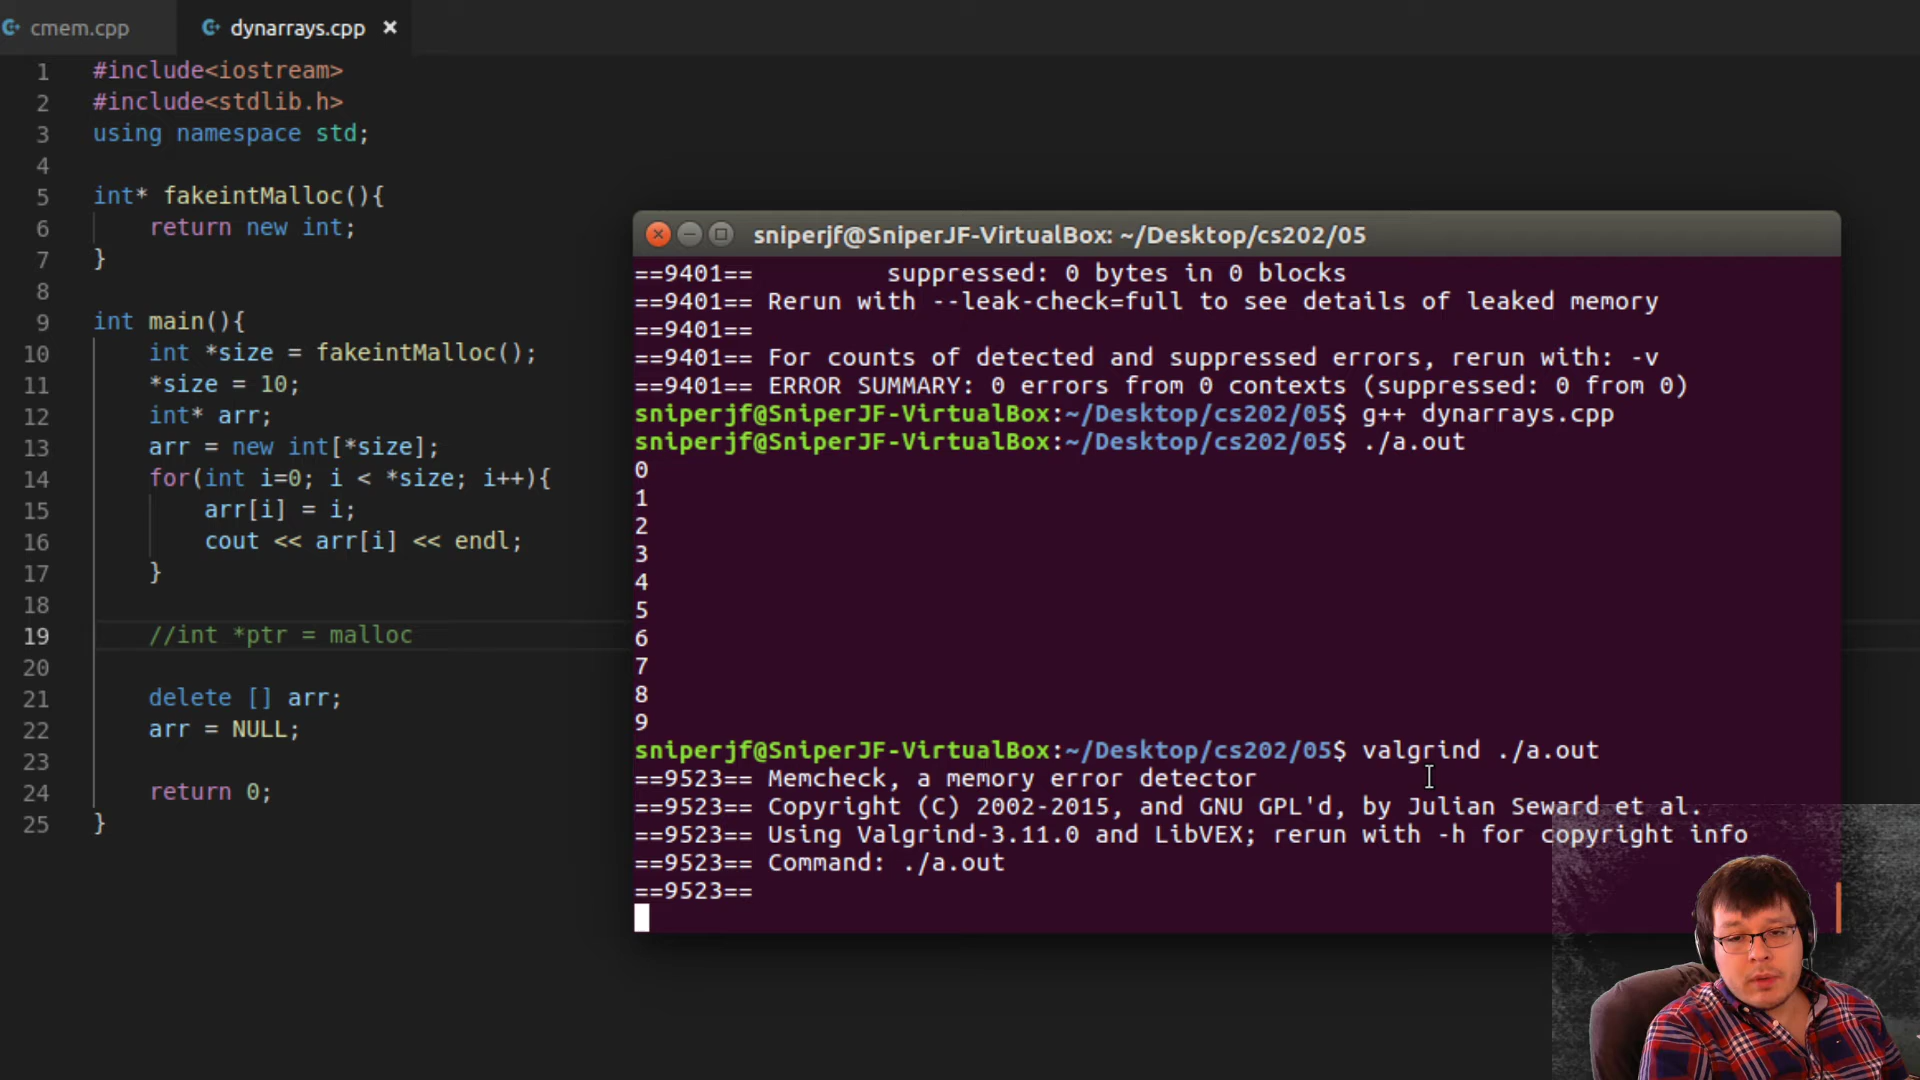 cmem.cpp
dynarrays.cpp ×
1 #include<iostream>
2 #include<stdlib.h>
3 using namespace std;
4
5 int* fakeintMalloc(){
6 return new int;
7 }
8
9 int main(){
10 int *size = fakeintMalloc();
11 *size = 10;
12 int* arr;
13 arr = new int[*size];
14 for(int i=0; i < *size; i++){
15 arr[i] = i;
16 cout << arr[i] << endl;
17 }
18
19 //int *ptr = malloc
20
21 delete [] arr;
22 arr = NULL;
23
24 return 0;
25 }
sniperjf@SniperJF-VirtualBox: ~/Desktop/cs202/05
==9401== suppressed: 0 bytes in 0 blocks
==9401== Rerun with --leak-check=full to see details of leaked memory
==9401==
==9401== For counts of detected and suppressed errors, rerun with: -v
==9401== ERROR SUMMARY: 0 errors from 0 contexts (suppressed: 0 from 0)
sniperjf@SniperJF-VirtualBox:~/Desktop/cs202/05$ g++ dynarrays.cpp
sniperjf@SniperJF-VirtualBox:~/Desktop/cs202/05$ ./a.out
0
1
2
3
4
5
6
7
8
9
sniperjf@SniperJF-VirtualBox:~/Desktop/cs202/05$ valgrind ./a.out
==9523== Memcheck, a memory error detector
==9523== Copyright (C) 2002-2015, and GNU GPL'd, by Julian Seward et al.
==9523== Using Valgrind-3.11.0 and LibVEX; rerun with -h for copyright info
==9523== Command: ./a.out
==9523==